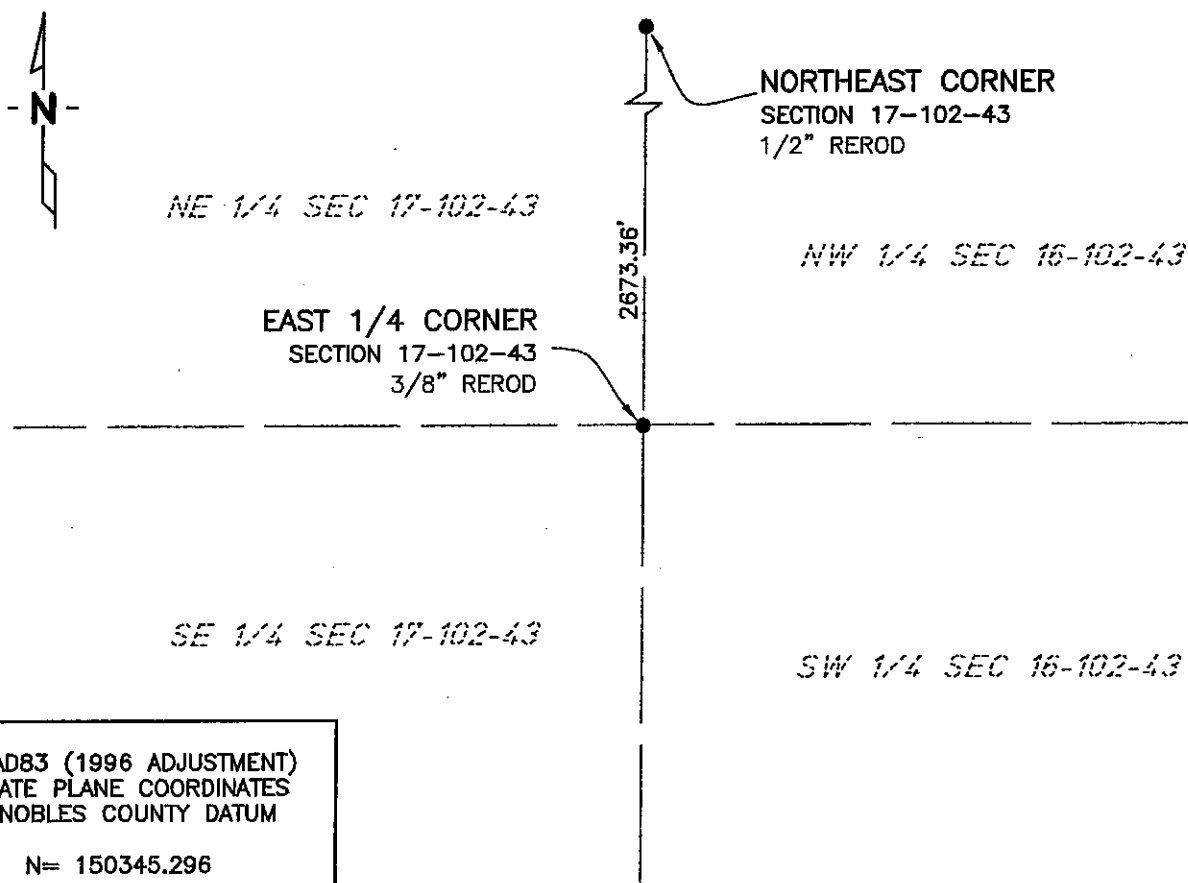 - N -
NORTHEAST CORNER
SECTION 17-102-43
1/2" REROD
NE 1/4 SEC 17-102-43
NW 1/4 SEC 16-102-43
2673.36'
EAST 1/4 CORNER
SECTION 17-102-43
3/8" REROD
SE 1/4 SEC 17-102-43
SW 1/4 SEC 16-102-43
AD83 (1996 ADJUSTMENT)
ATE PLANE COORDINATES
NOBLES COUNTY DATUM
N= 150345.296